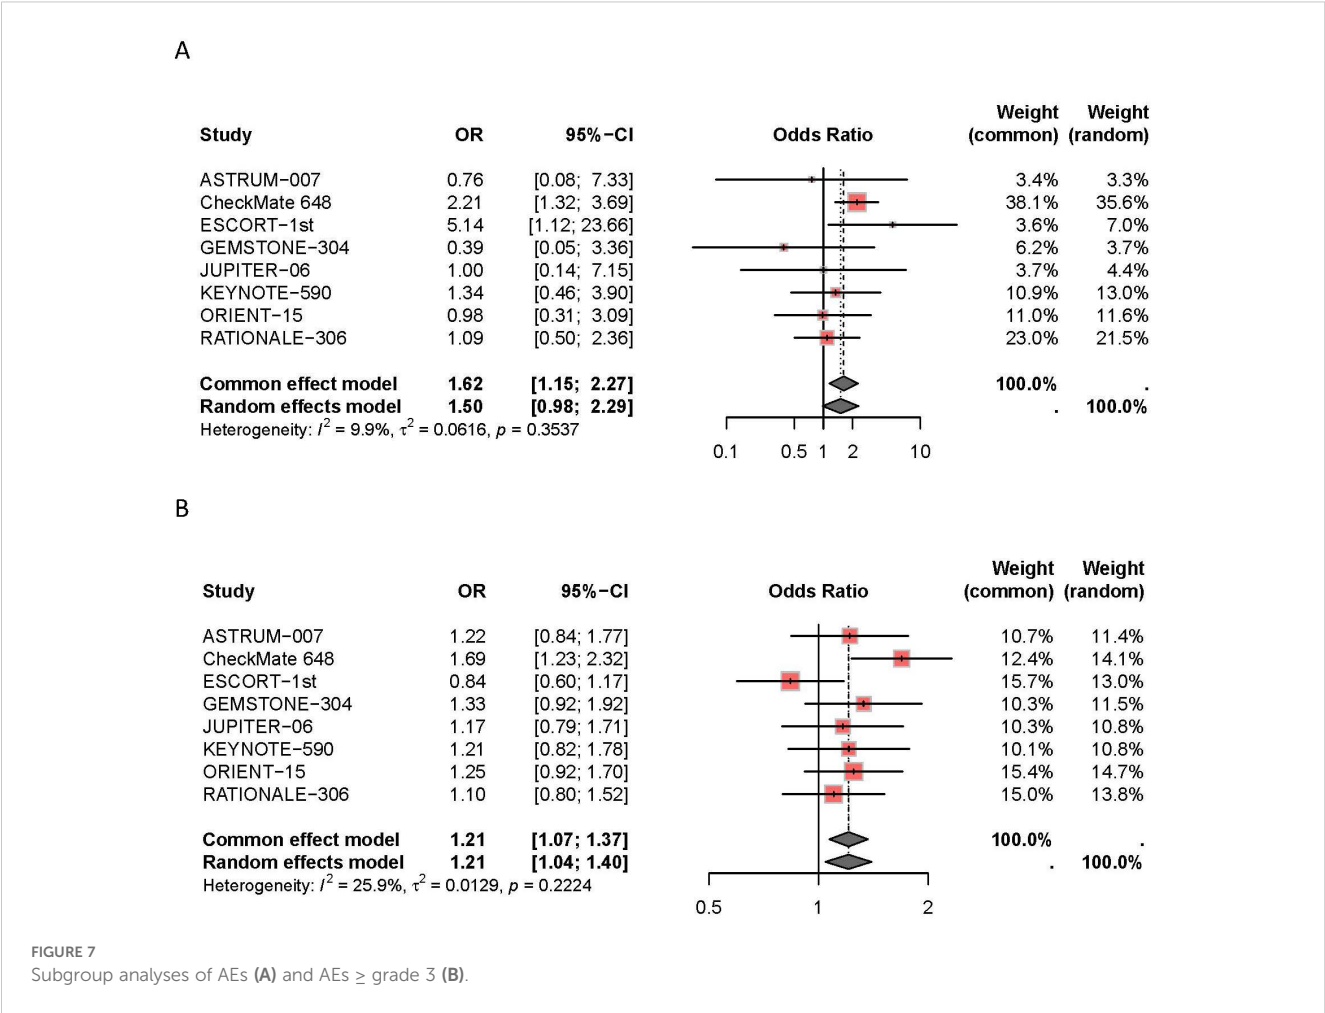 A
Weight Weight
Study OR 95%−CI Odds Ratio (common) (random)
ASTRUM−007 0.76 [0.08; 7.33] 3.4% 3.3%
CheckMate 648 2.21 [1.32; 3.69] 38.1% 35.6%
ESCORT−1st 5.14 [1.12; 23.66] 3.6% 7.0%
GEMSTONE−304 0.39 [0.05; 3.36] 6.2% 3.7%
JUPITER−06 1.00 [0.14; 7.15] 3.7% 4.4%
KEYNOTE−590 1.34 [0.46; 3.90] 10.9% 13.0%
ORIENT−15 0.98 [0.31; 3.09] 11.0% 11.6%
RATIONALE−306 1.09 [0.50; 2.36] 23.0% 21.5%
Common effect model 1.62 [1.15; 2.27] 100.0% .
Random effects model 1.50 [0.98; 2.29] . 100.0%
Heterogeneity: I² = 9.9%, τ² = 0.0616, p = 0.3537
0.1 0.5 1 2 10
B
Weight Weight
Study OR 95%−CI Odds Ratio (common) (random)
ASTRUM−007 1.22 [0.84; 1.77] 10.7% 11.4%
CheckMate 648 1.69 [1.23; 2.32] 12.4% 14.1%
ESCORT−1st 0.84 [0.60; 1.17] 15.7% 13.0%
GEMSTONE−304 1.33 [0.92; 1.92] 10.3% 11.5%
JUPITER−06 1.17 [0.79; 1.71] 10.3% 10.8%
KEYNOTE−590 1.21 [0.82; 1.78] 10.1% 10.8%
ORIENT−15 1.25 [0.92; 1.70] 15.4% 14.7%
RATIONALE−306 1.10 [0.80; 1.52] 15.0% 13.8%
Common effect model 1.21 [1.07; 1.37] 100.0% .
Random effects model 1.21 [1.04; 1.40] . 100.0%
Heterogeneity: I² = 25.9%, τ² = 0.0129, p = 0.2224
0.5 1 2
FIGURE 7
Subgroup analyses of AEs (A) and AEs ≥ grade 3 (B).